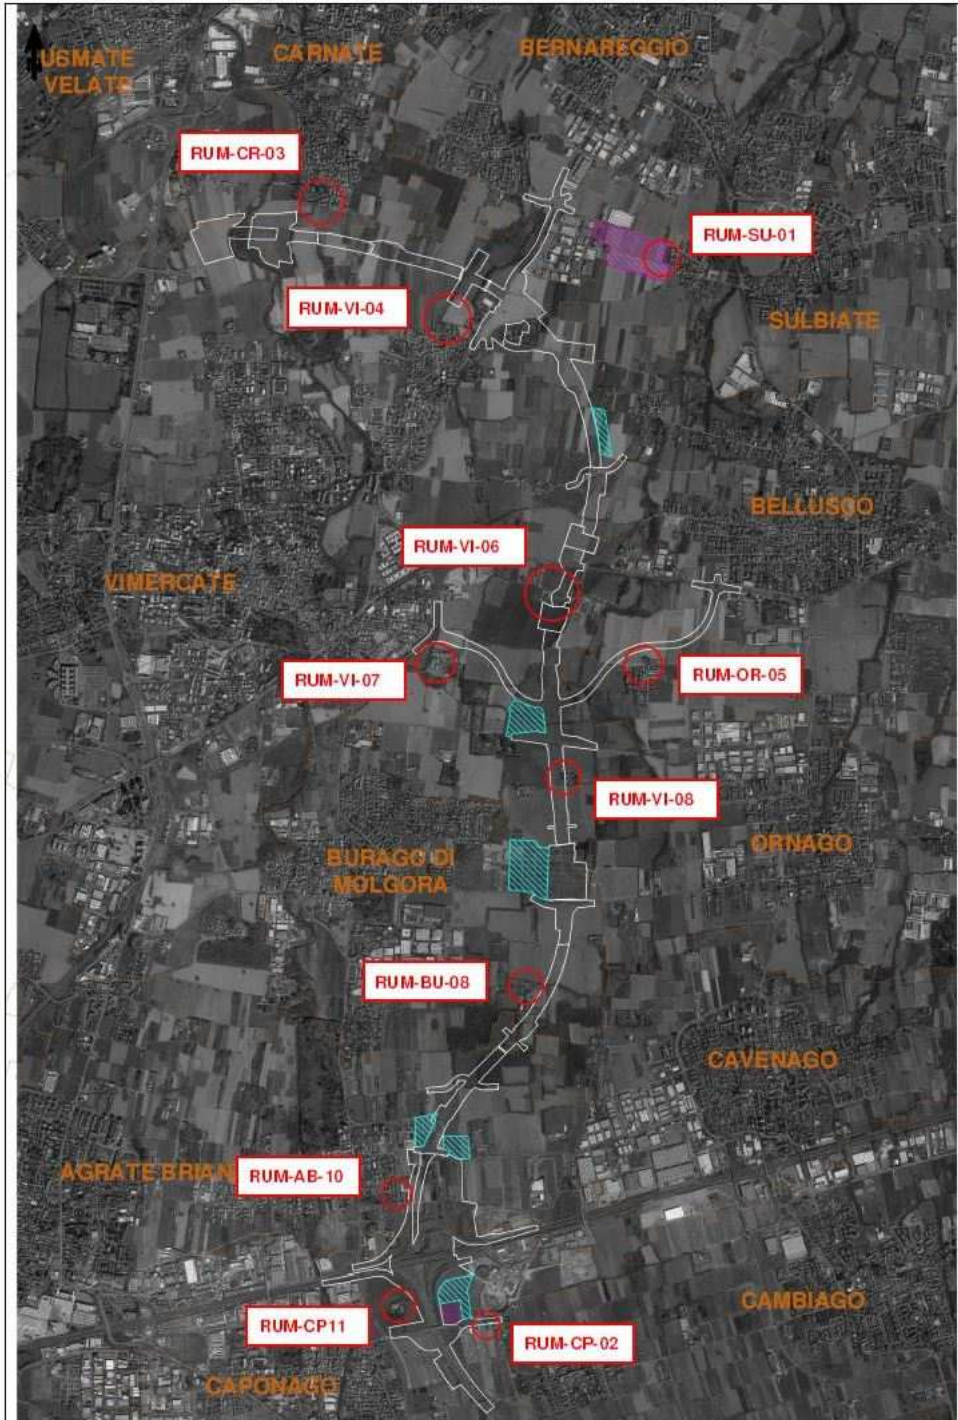 USMATE
VELATE
CARNATE
BERNAREGGIO
RUM-CR-03
RUM-SU-01
RUM-VI-04
SULBIATE
BELLUSCO
RUM-VI-06
VIMERCATE
RUM-VI-07
RUM-OR-05
RUM-VI-08
BURAGO DI
MOLGORA
ORNAGO
RUM-BU-08
CAVENAGO
AGRATE BRIAN
RUM-AB-10
CAMBIAGO
RUM-CP11
RUM-CP-02
CAPONAGO